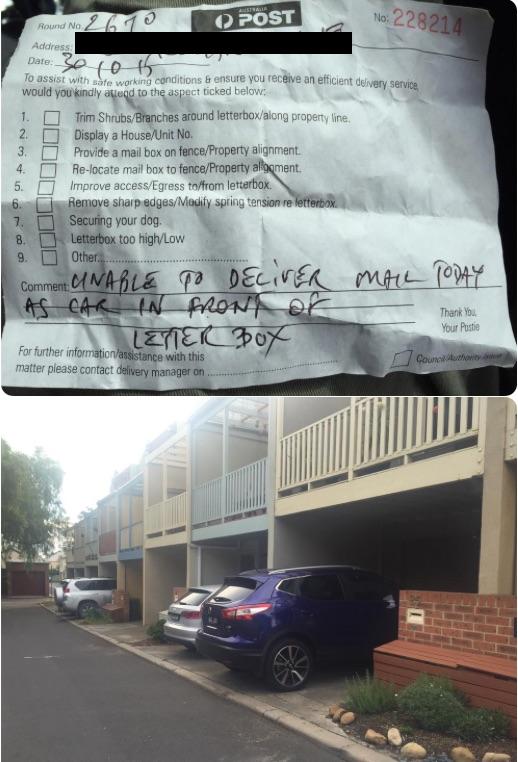 Round No. 2670
AUSTRALIA
POST
No: 228214
Address:
Date: 30 10 15
To assist with safe working conditions & ensure you receive an efficient delivery service,
would you kindly attend to the aspect ticked below:
1. Trim Shrubs/Branches around letterbox/along property line.
2. Display a House/Unit No.
3. Provide a mail box on fence/Property alignment.
4. Re-locate mail box to fence/Property alignment.
5. Improve access/Egress to/from letterbox.
6. Remove sharp edges/Modify spring tension re letterbox.
7. Securing your dog.
8. Letterbox too high/Low
9. Other.......................................
Comment: UNABLE TO DELIVER MAIL TODAY
AS CAR IN FRONT OF
LETTER BOX
Thank You,
Your Postie
For further information/assistance with this
matter please contact delivery manager on ...................................
Council/Authority Issue